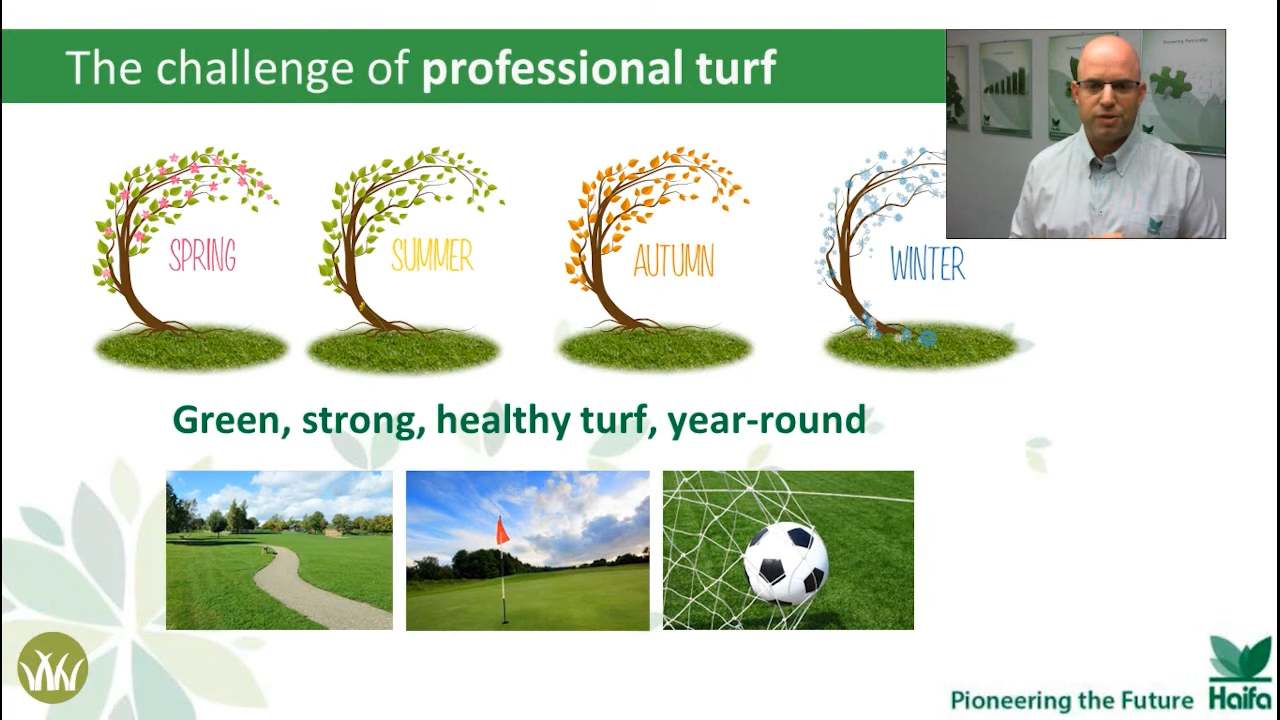 The challenge of professional turf
SPRING
SUMMER
AUTUMN
WINTER
Green, strong, healthy turf, year-round
Pioneering the Future
Haifa